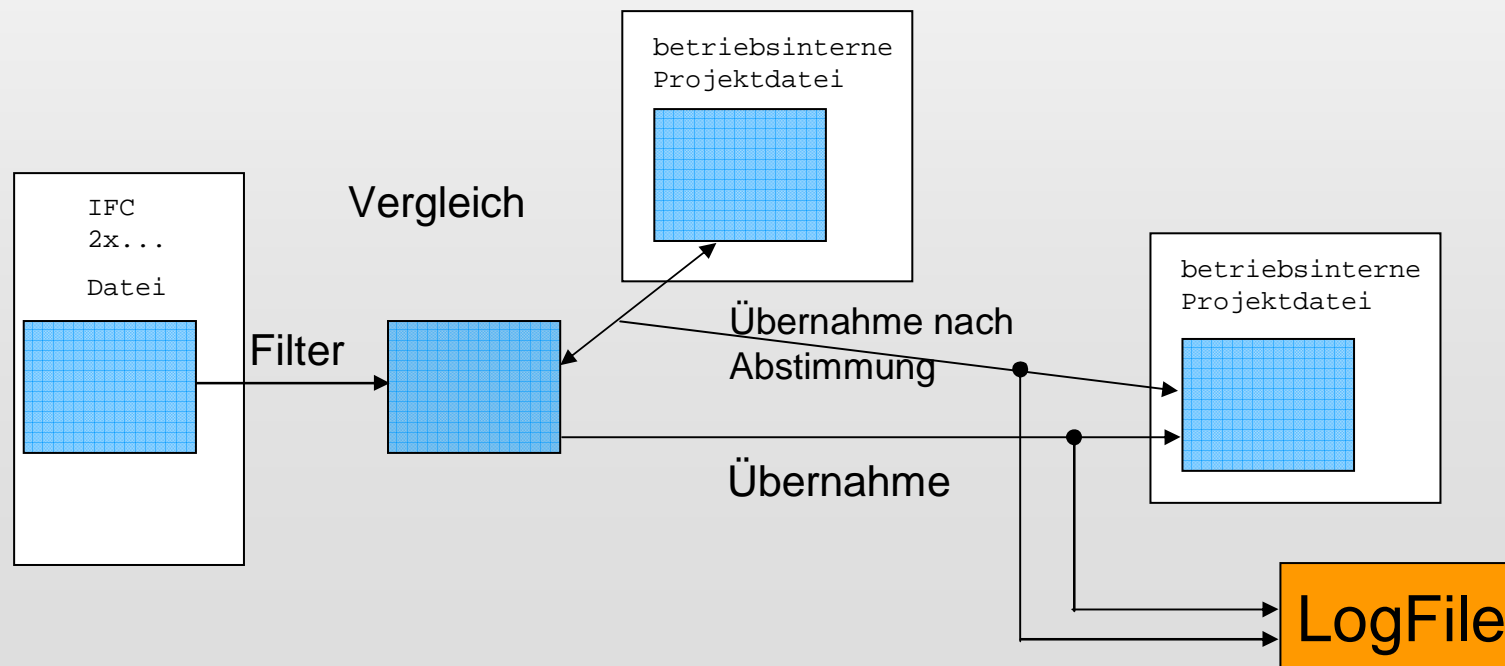 betriebsinterne
Projektdatei
IFC
2x...
Datei
Vergleich
Filter
Übernahme nach
Abstimmung
betriebsinterne
Projektdatei
Übernahme
LogFile